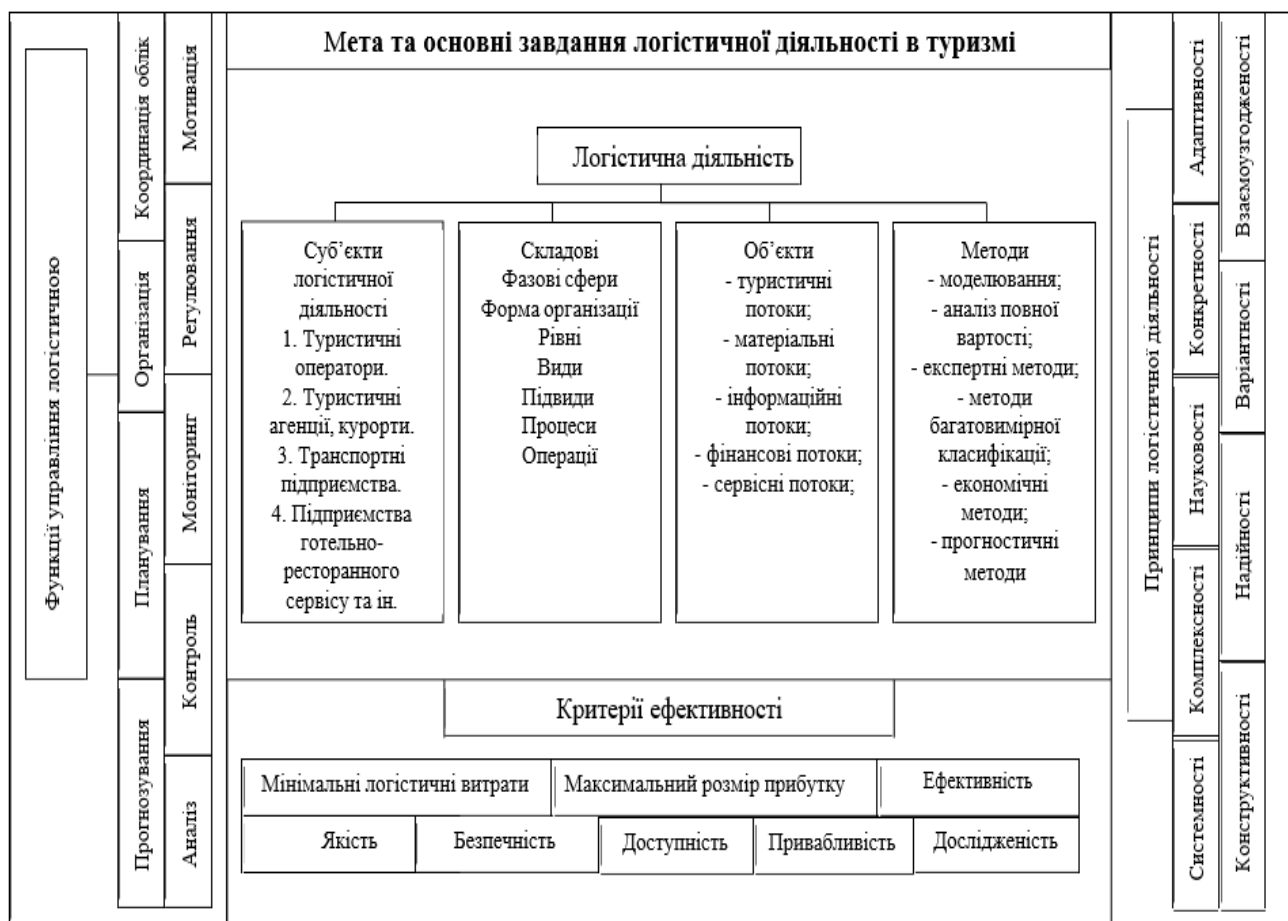 Мета та основні завдання логістичної діяльності в туризмі
Функції управління логістичною
Координація облік
Організація
Планування
Прогнозування
Мотивація
Регулювання
Моніторинг
Контроль
Аналіз
Логістична діяльність
Суб’єкти
логістичної
діяльності
1. Туристичні
оператори.
2. Туристичні
агенції, курорти.
3. Транспортні
підприємства.
4. Підприємства
готельно-
ресторанного
сервісу та ін.
Складові
Фазові сфери
Форма організації
Рівні
Види
Підвиди
Процеси
Операції
Об’єкти
- туристичні
потоки;
- матеріальні
потоки;
- інформаційні
потоки;
- фінансові потоки;
- сервісні потоки;
Методи
- моделювання;
- аналіз повної
вартості;
- експертні методи;
- методи
багатовимірної
класифікації;
- економічні
методи;
- прогностичні
методи
Критерії ефективності
Мінімальні логістичні витрати
Максимальний розмір прибутку
Ефективність
Якість
Безпечність
Доступність
Привабливість
Дослідженість
Принципи логістичної діяльності
Адаптивності
Конкретності
Науковості
Комплексності
Системності
Взаємоузгодженості
Варіантності
Надійності
Конструктивності